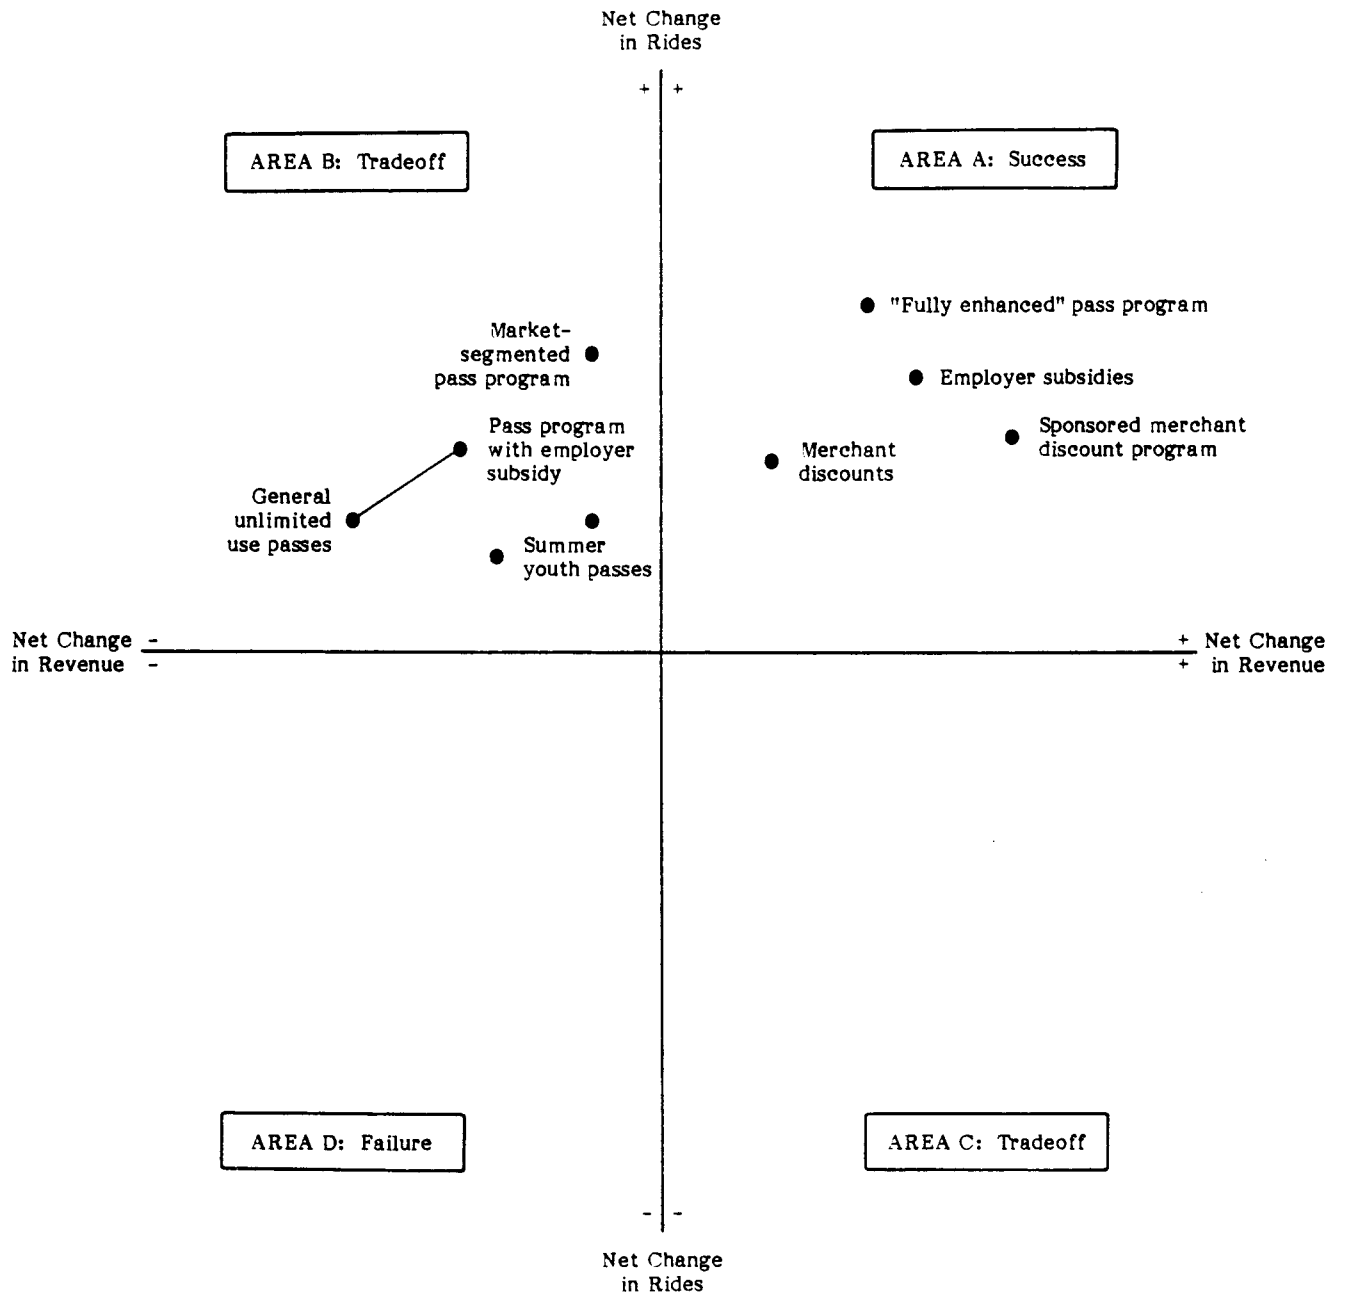 Net Change
in Rides
+ +
AREA B: Tradeoff
AREA A: Success
"Fully enhanced" pass program
Market-
segmented
pass program
Employer subsidies
Pass program
with employer
subsidy
Sponsored merchant
discount program
Merchant
discounts
General
unlimited
use passes
Summer
youth passes
Net Change -
in Revenue -
+ Net Change
+ in Revenue
AREA D: Failure
AREA C: Tradeoff
- -
Net Change
in Rides